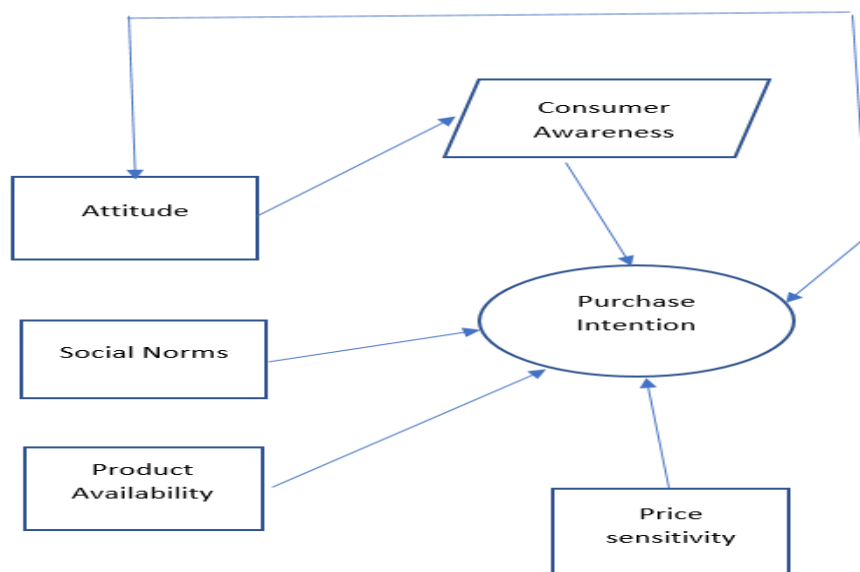 Consumer
Awareness
Attitude
Purchase
Intention
Social Norms
Product
Availability
Price
sensitivity